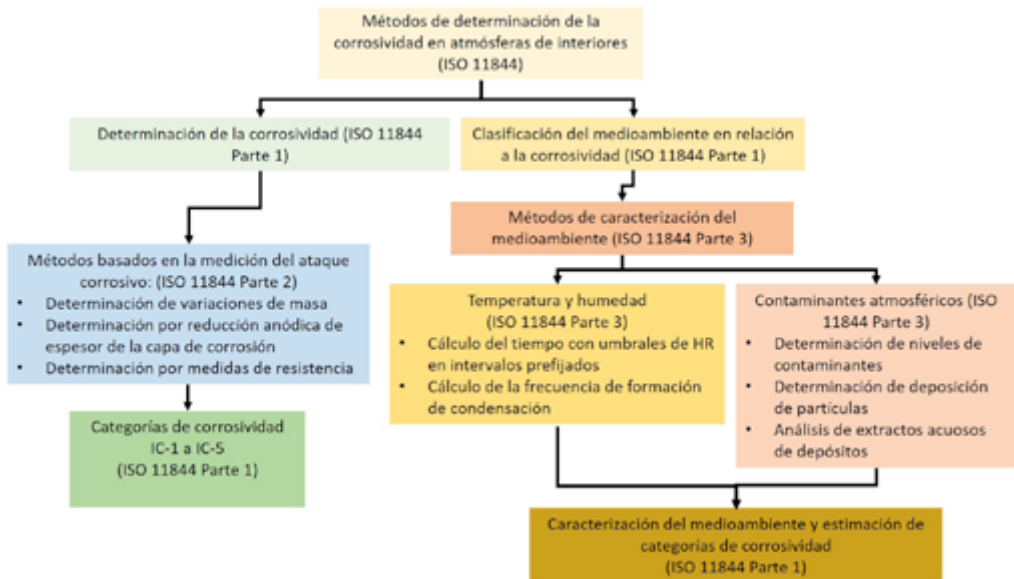 Métodos de determinación de la
corrosividad en atmósferas de interiores
(ISO 11844)
Determinación de la corrosividad (ISO 11844
Parte 1)
Clasificación del medioambiente en relación
a la corrosividad (ISO 11844 Parte 1)
Métodos de caracterización del
medioambiente (ISO 11844 Parte 3)
Métodos basados en la medición del ataque
corrosivo: (ISO 11844 Parte 2)
• Determinación de variaciones de masa
• Determinación por reducción anódica de
espesor de la capa de corrosión
• Determinación por medidas de resistencia
Temperatura y humedad
(ISO 11844 Parte 3)
• Cálculo del tiempo con umbrales de HR
en intervalos prefijados
• Cálculo de la frecuencia de formación
de condensación
Contaminantes atmosféricos (ISO
11844 Parte 3)
• Determinación de niveles de
contaminantes
• Determinación de deposición
de partículas
• Análisis de extractos acuosos
de depósitos
Categorías de corrosividad
IC-1 a IC-5
(ISO 11844 Parte 1)
Caracterización del medioambiente y estimación de
categorías de corrosividad
(ISO 11844 Parte 1)